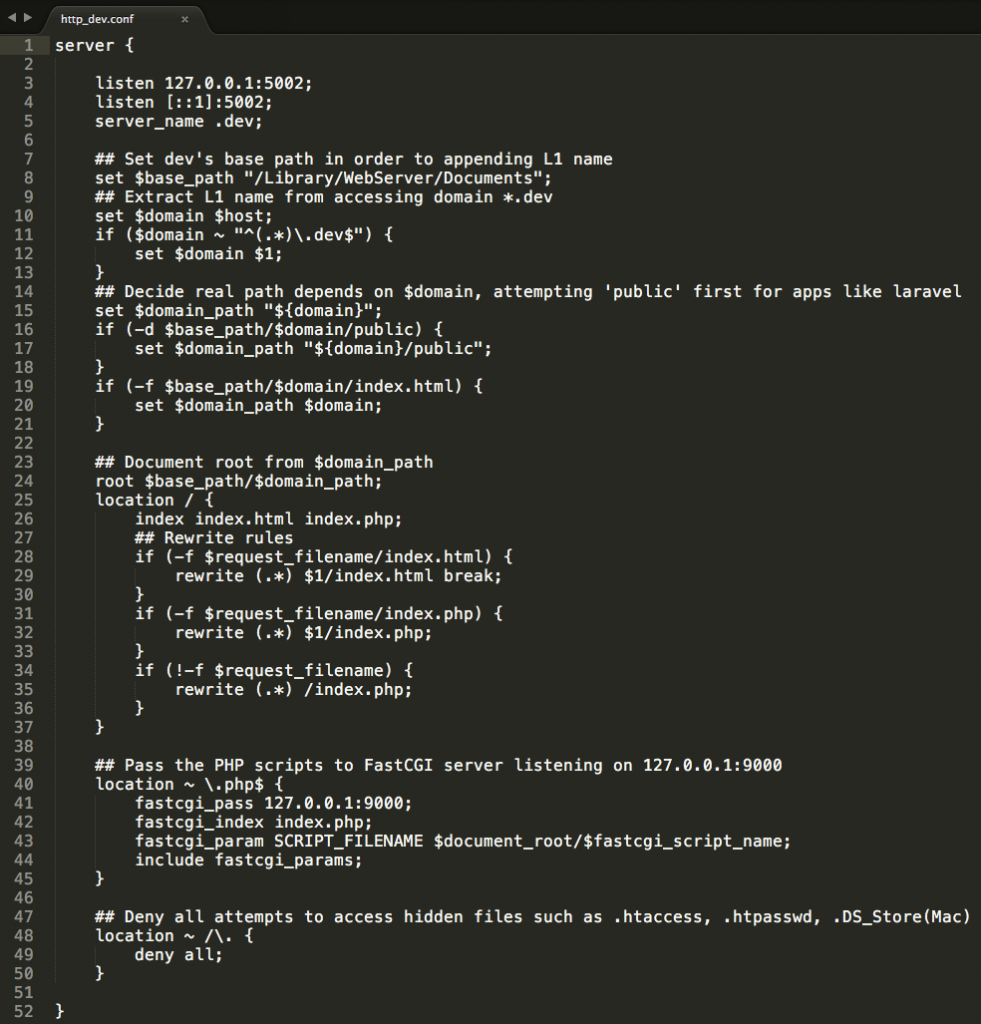 http_dev.conf ×
1 server {
2
3     listen 127.0.0.1:5002;
4     listen [::1]:5002;
5     server_name .dev;
6
7     ## Set dev's base path in order to appending L1 name
8     set $base_path "/Library/WebServer/Documents";
9     ## Extract L1 name from accessing domain *.dev
10     set $domain $host;
11     if ($domain ~ "^(.*)\.dev$") {
12         set $domain $1;
13     }
14     ## Decide real path depends on $domain, attempting 'public' first for apps like laravel
15     set $domain_path "${domain}";
16     if (-d $base_path/$domain/public) {
17         set $domain_path "${domain}/public";
18     }
19     if (-f $base_path/$domain/index.html) {
20         set $domain_path $domain;
21     }
22
23     ## Document root from $domain_path
24     root $base_path/$domain_path;
25     location / {
26         index index.html index.php;
27         ## Rewrite rules
28         if (-f $request_filename/index.html) {
29             rewrite (.*) $1/index.html break;
30         }
31         if (-f $request_filename/index.php) {
32             rewrite (.*) $1/index.php;
33         }
34         if (!-f $request_filename) {
35             rewrite (.*) /index.php;
36         }
37     }
38
39     ## Pass the PHP scripts to FastCGI server listening on 127.0.0.1:9000
40     location ~ \.php$ {
41         fastcgi_pass 127.0.0.1:9000;
42         fastcgi_index index.php;
43         fastcgi_param SCRIPT_FILENAME $document_root/$fastcgi_script_name;
44         include fastcgi_params;
45     }
46
47     ## Deny all attempts to access hidden files such as .htaccess, .htpasswd, .DS_Store(Mac)
48     location ~ /\. {
49         deny all;
50     }
51
52 }